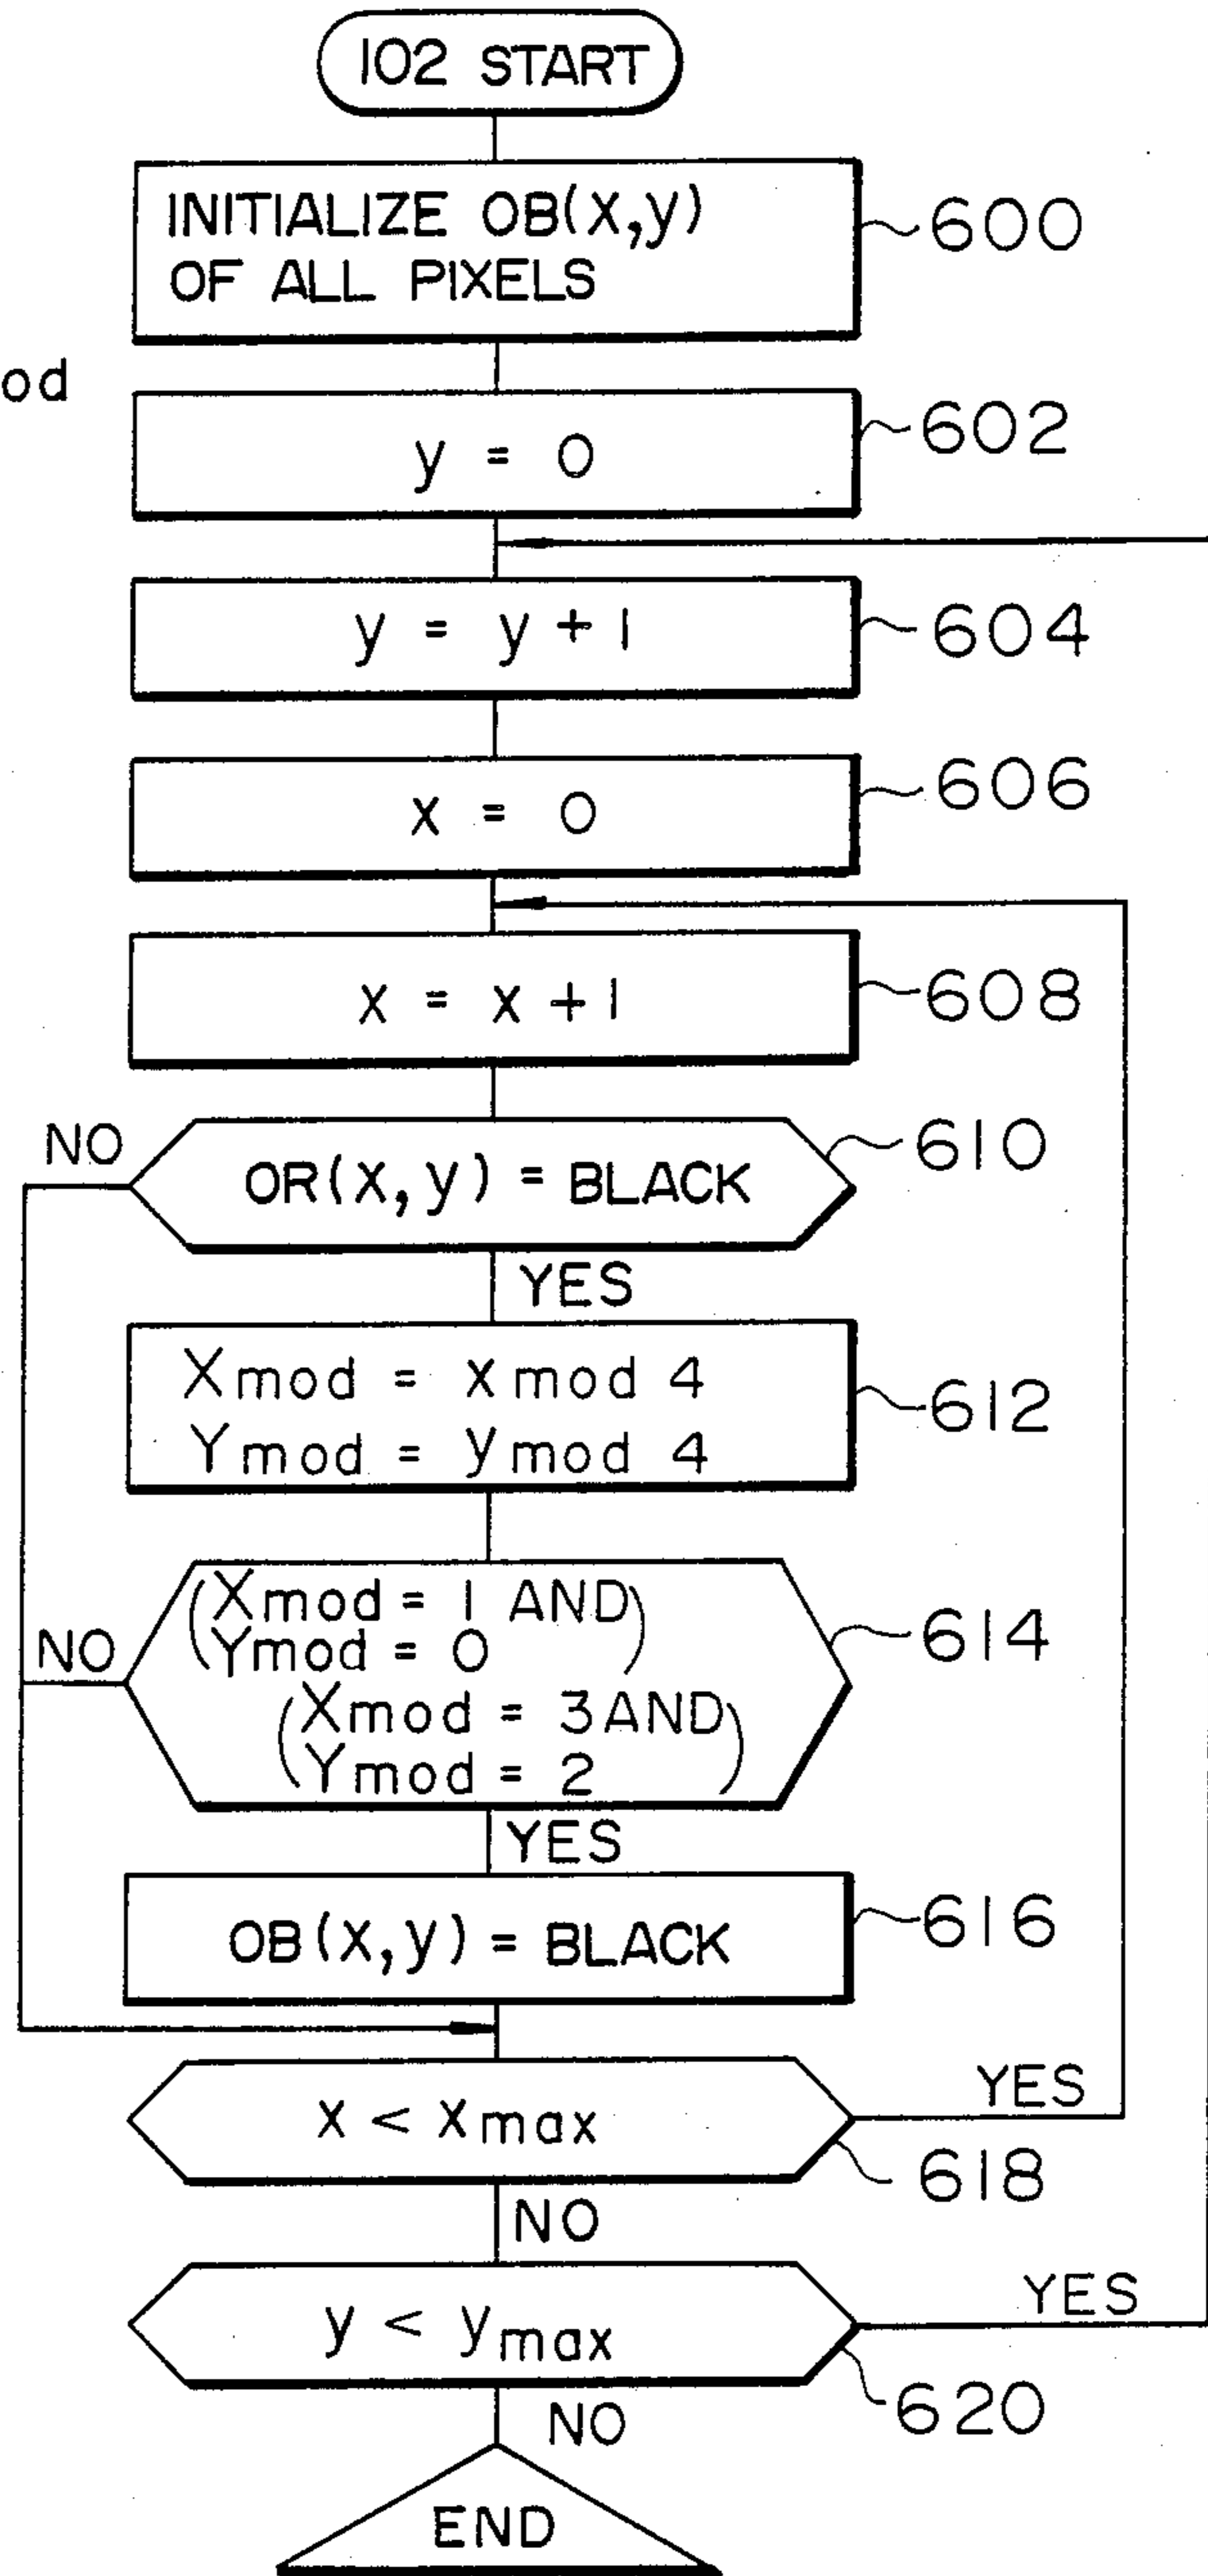 102 START
INITIALIZE OB(x,y)
OF ALL PIXELS
600
od
y = 0
602
y = y + 1
604
x = 0
606
x = x + 1
608
NO
OR(x, y) = BLACK
610
YES
Xmod = x mod 4
Ymod = y mod 4
612
(Xmod = 1 AND
Ymod = 0)
NO
614
(Xmod = 3 AND
Ymod = 2)
YES
OB(x,y) = BLACK
616
x < xmax
YES
618
NO
y < ymax
YES
620
NO
END